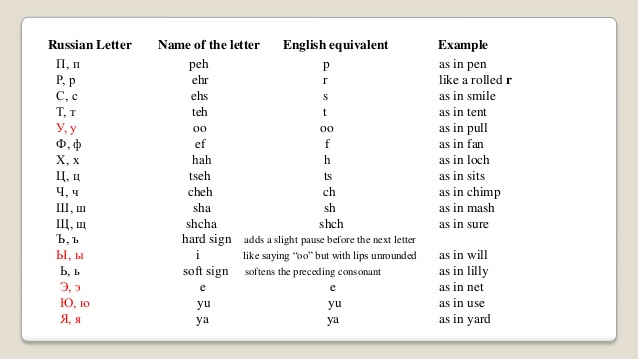 Russian Letter Name of the letter English equivalent Example
П, п peh p as in pen
Р, р ehr r like a rolled r
С, с ehs s as in smile
Т, т teh t as in tent
У, у oo oo as in pull
Ф, ф ef f as in fan
Х, х hah h as in loch
Ц, ц tseh ts as in sits
Ч, ч cheh ch as in chimp
Ш, ш sha sh as in mash
Щ, щ shcha shch as in sure
Ъ, ъ hard sign adds a slight pause before the next letter
Ы, ы i like saying “oo” but with lips unrounded as in will
Ь, ь soft sign softens the preceding consonant as in lilly
Э, э e e as in net
Ю, ю yu yu as in use
Я, я ya ya as in yard